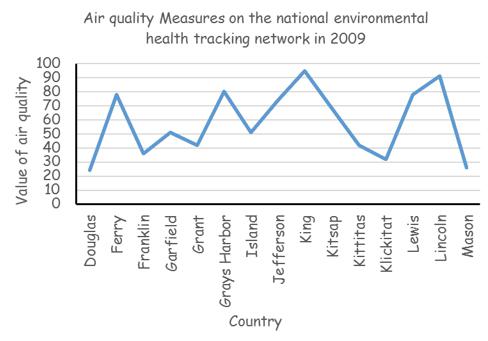 Air quality Measures on the national environmental
health tracking network in 2009
Value of air quality
100
90
80
70
60
50
40
30
20
10
0
Douglas
Ferry
Franklin
Garfield
Grant
Grays Harbor
Island
Jefferson
King
Kitsap
Kittitas
Klickitat
Lewis
Lincoln
Mason
Country